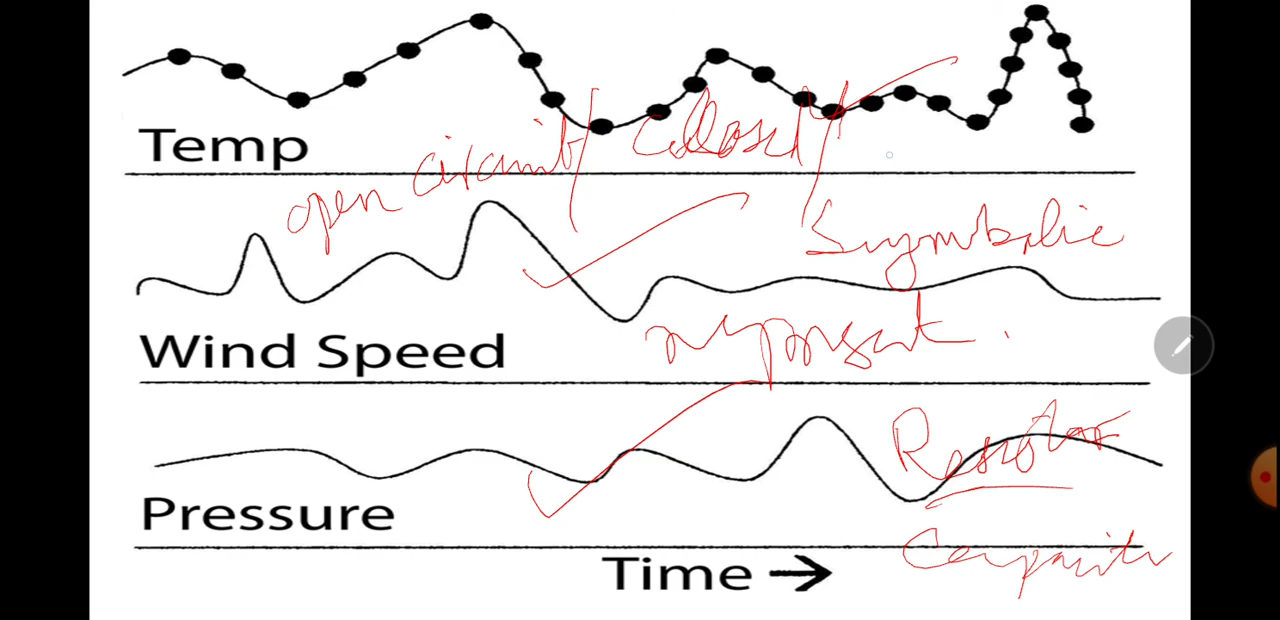 Temp
open circuit/ closed/
Symbolic
Wind Speed
represent.
Resistor
Pressure
Time →
Capacitor